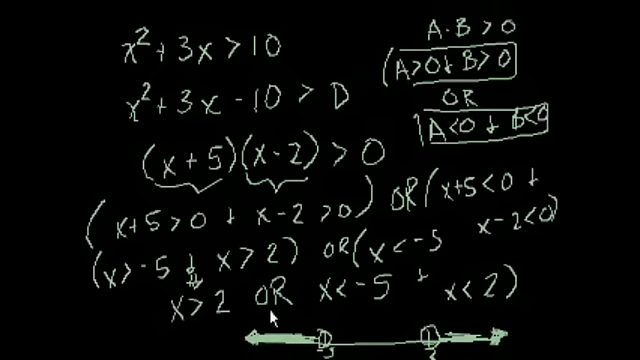 x² + 3x > 10
A·B > 0
(A>0 + B>0)
OR
(A<0 + B<0)
x² + 3x - 10 > 0
(x+5)(x-2) > 0
(x+5>0 + x-2>0) OR (x+5<0 +
x-2<0)
(x>-5 + x>2) OR (x<-5
x>2 OR x<-5 + x<2)
-5 2